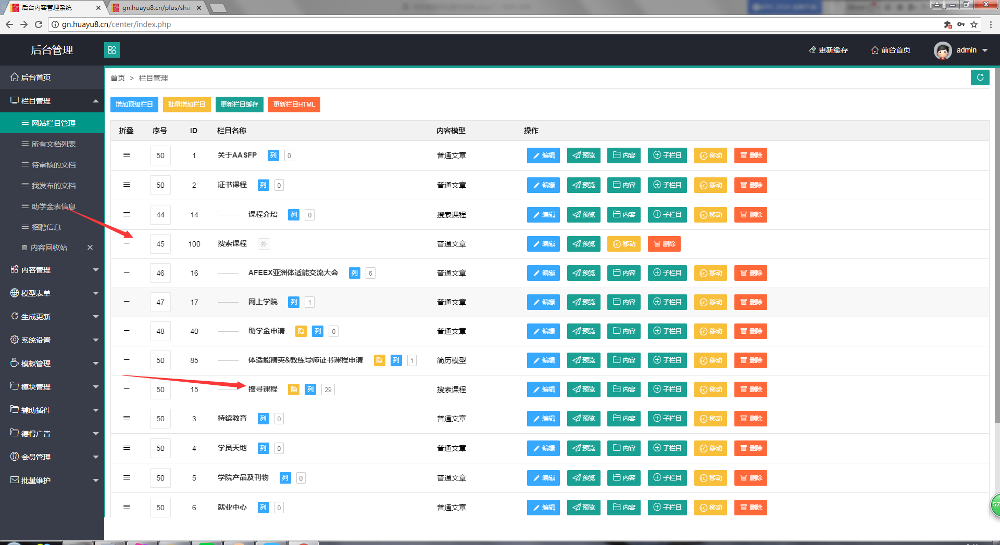 后台内容管理系统
gn.huayu8.cn/plus/sha
gn.huayu8.cn/center/index.php
后台管理
更新缓存
前台首页
admin
后台首页
栏目管理
网站栏目管理
所有文档列表
待审核的文档
我发布的文档
助学金表信息
招聘信息
内容回收站
内容管理
模型表单
生成更新
系统设置
模板管理
模块管理
辅助插件
德得广告
会员管理
批量维护
首页 > 栏目管理
增加顶级栏目 批量增加栏目 更新栏目缓存 更新栏目HTML
折叠 序号 ID 栏目名称 内容模型 操作
50 1 关于AASFP 列 0 普通文章 编辑 预览 内容 子栏目 移动 删除
50 2 证书课程 列 0 普通文章 编辑 预览 内容 子栏目 移动 删除
44 14 课程介绍 列 0 搜索课程 编辑 预览 内容 子栏目 移动 删除
45 100 搜索课程 外 普通文章 编辑 预览 移动 删除
46 16 AFEEX亚洲体适能交流大会 列 6 普通文章 编辑 预览 内容 子栏目 移动 删除
47 17 网上学院 列 1 普通文章 编辑 预览 内容 子栏目 移动 删除
48 40 助学金申请 隐 列 0 普通文章 编辑 预览 内容 子栏目 移动 删除
50 85 体适能精英&教练导师证书课程申请 隐 列 1 简历模型 编辑 预览 内容 子栏目 移动 删除
50 15 搜寻课程 隐 列 29 搜索课程 编辑 预览 内容 子栏目 移动 删除
50 3 持续教育 列 0 普通文章 编辑 预览 内容 子栏目 移动 删除
50 4 学员天地 列 0 普通文章 编辑 预览 内容 子栏目 移动 删除
50 5 学院产品及刊物 列 0 普通文章 编辑 预览 内容 子栏目 移动 删除
50 6 就业中心 列 0 普通文章 编辑 预览 内容 子栏目 移动 删除
57